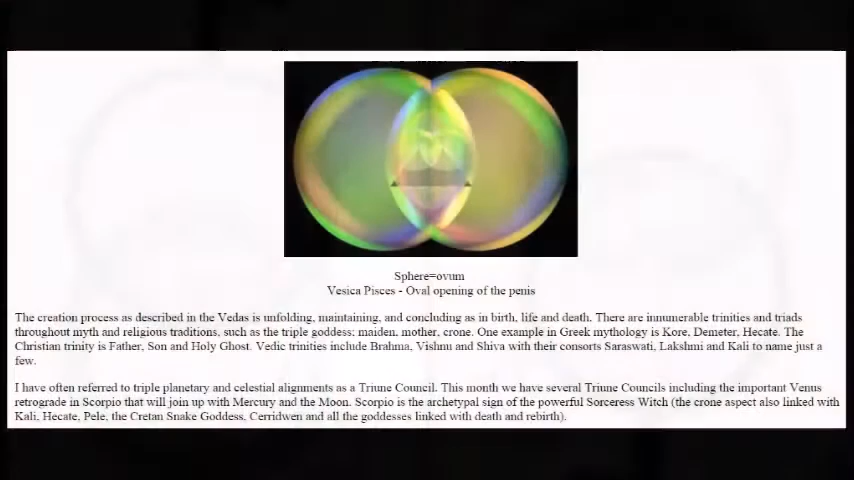 Sphere=ovum
Vesica Pisces - Oval opening of the penis
The creation process as described in the Vedas is unfolding, maintaining, and concluding as in birth, life and death. There are innumerable trinities and triads
throughout myth and religious traditions, such as the triple goddess: maiden, mother, crone. One example in Greek mythology is Kore, Demeter, Hecate. The
Christian trinity is Father, Son and Holy Ghost. Vedic trinities include Brahma, Vishnu and Shiva with their consorts Saraswati, Lakshmi and Kali to name just a
few.
I have often referred to triple planetary and celestial alignments as a Triune Council. This month we have several Triune Councils including the important Venus
retrograde in Scorpio that will join up with Mercury and the Moon. Scorpio is the archetypal sign of the powerful Sorceress Witch (the crone aspect also linked with
Kali, Hecate, Pele, the Cretan Snake Goddess, Cerridwen and all the goddesses linked with death and rebirth).